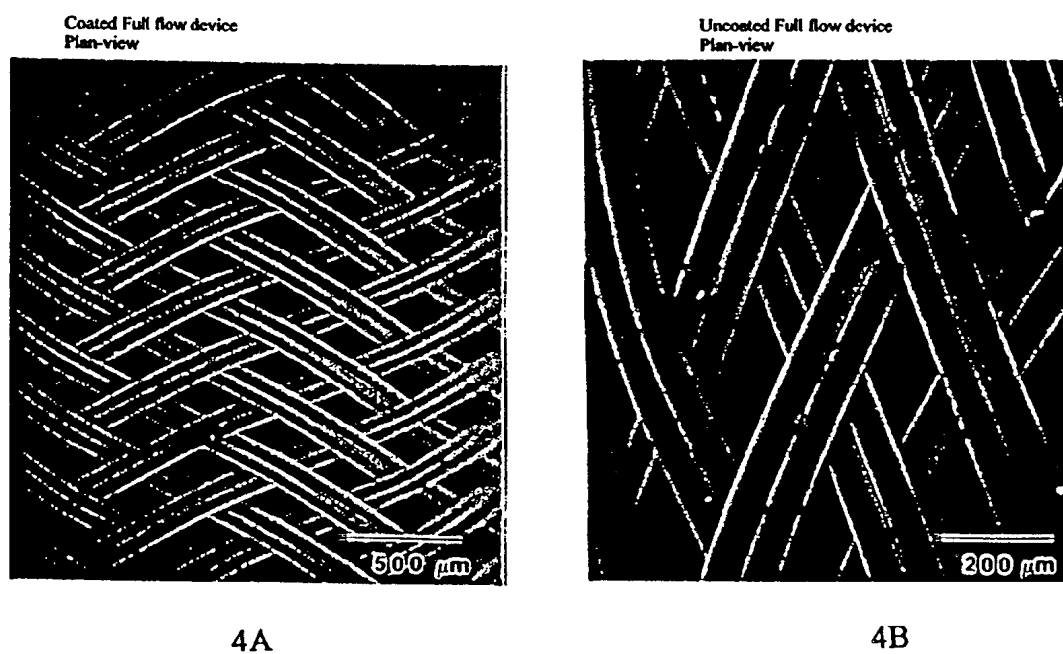 Coated Full flow device
Plan-view
Uncoated Full flow device
Plan-view
500 μm
200 μm
4A
4B